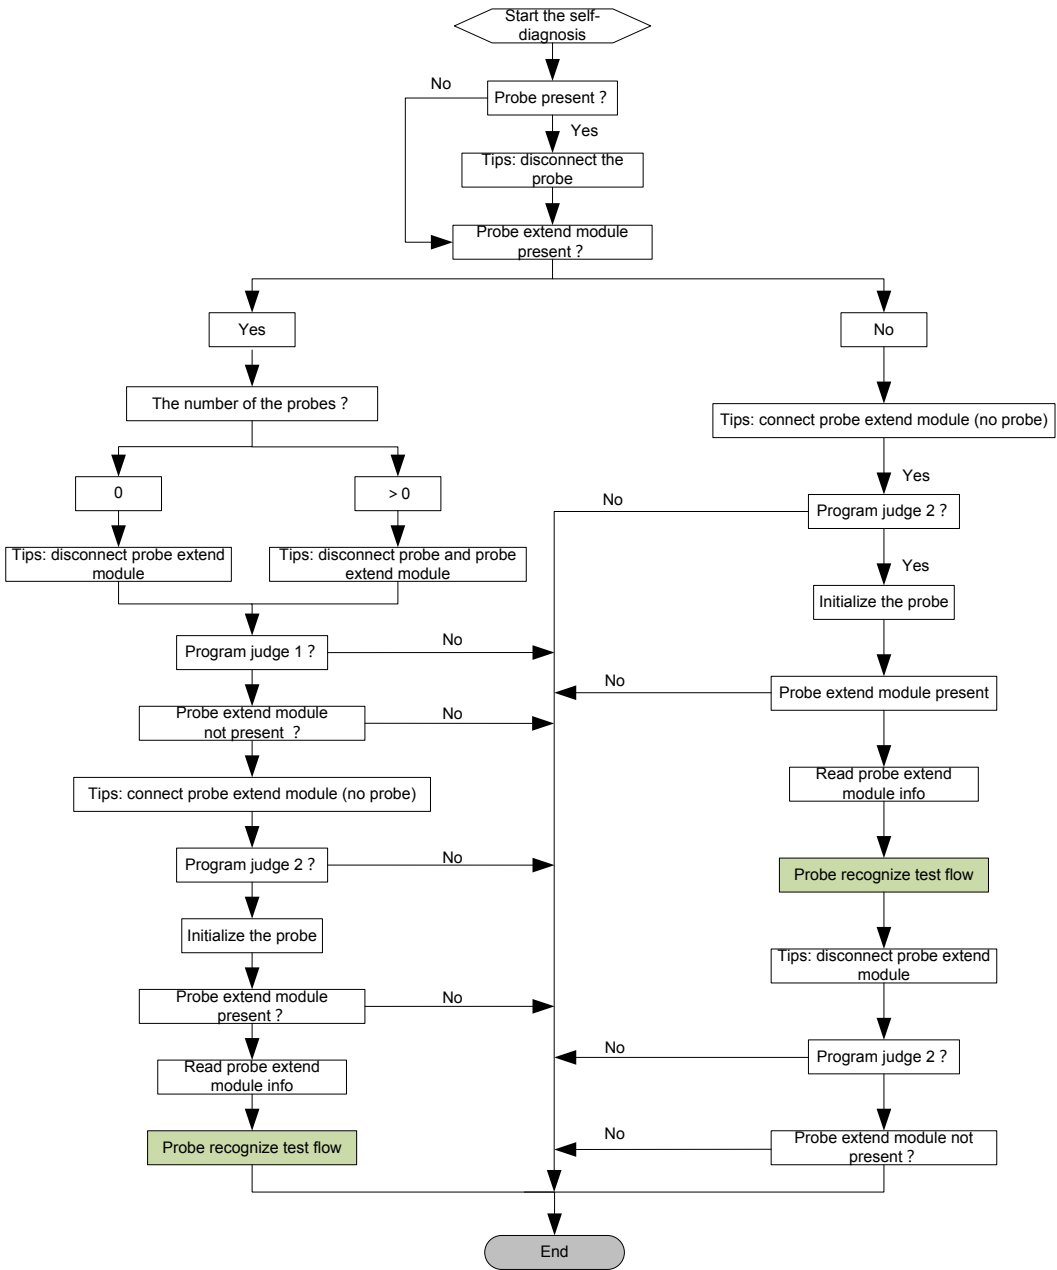 Start the self-
diagnosis
No
Probe present ?
Yes
Tips: disconnect the
probe
Probe extend module
present ?
Yes
No
The number of the probes ?
Tips: connect probe extend module (no probe)
0
> 0
Yes
No
Program judge 2 ?
Tips: disconnect probe extend
module
Tips: disconnect probe and probe
extend module
Yes
Initialize the probe
Program judge 1 ?
No
No
Probe extend module present
Probe extend module
not present ?
No
Read probe extend
module info
Tips: connect probe extend module (no probe)
Program judge 2 ?
No
Probe recognize test flow
Initialize the probe
Tips: disconnect probe extend
module
Probe extend module
present ?
No
No
Program judge 2 ?
Read probe extend
module info
Probe recognize test flow
No
Probe extend module not
present ?
End